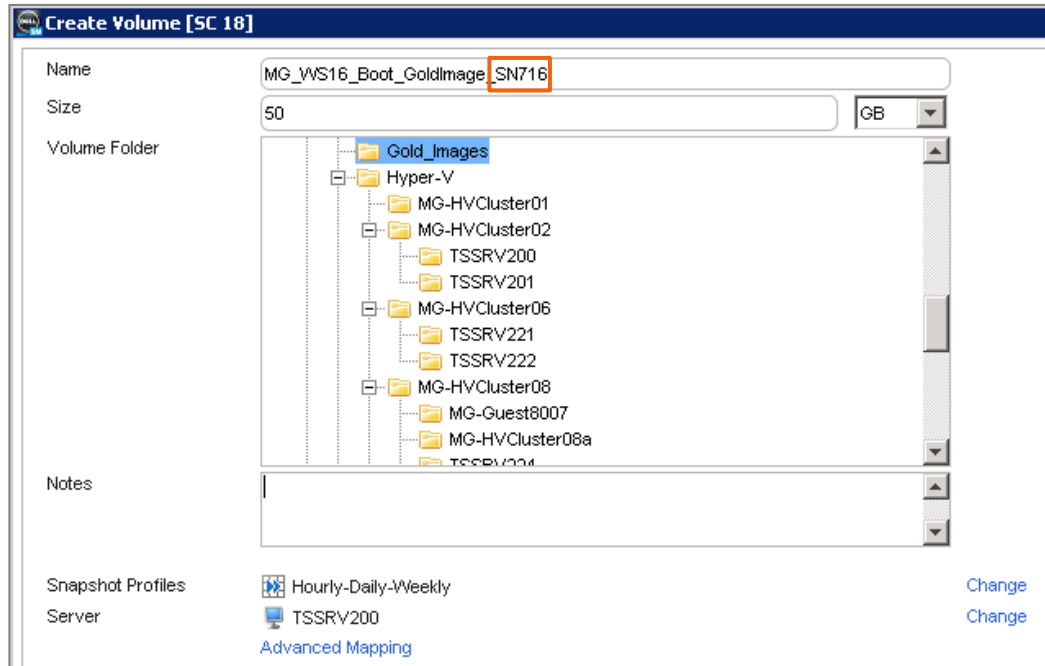 Create Volume [SC 18]
Name
MG_WS16_Boot_GoldImage_SN716
Size
50
GB
Volume Folder
Gold_Images
Hyper-V
MG-HVCluster01
MG-HVCluster02
TSSRV200
TSSRV201
MG-HVCluster06
TSSRV221
TSSRV222
MG-HVCluster08
MG-Guest8007
MG-HVCluster08a
Notes
Snapshot Profiles
Hourly-Daily-Weekly
Change
Server
TSSRV200
Change
Advanced Mapping